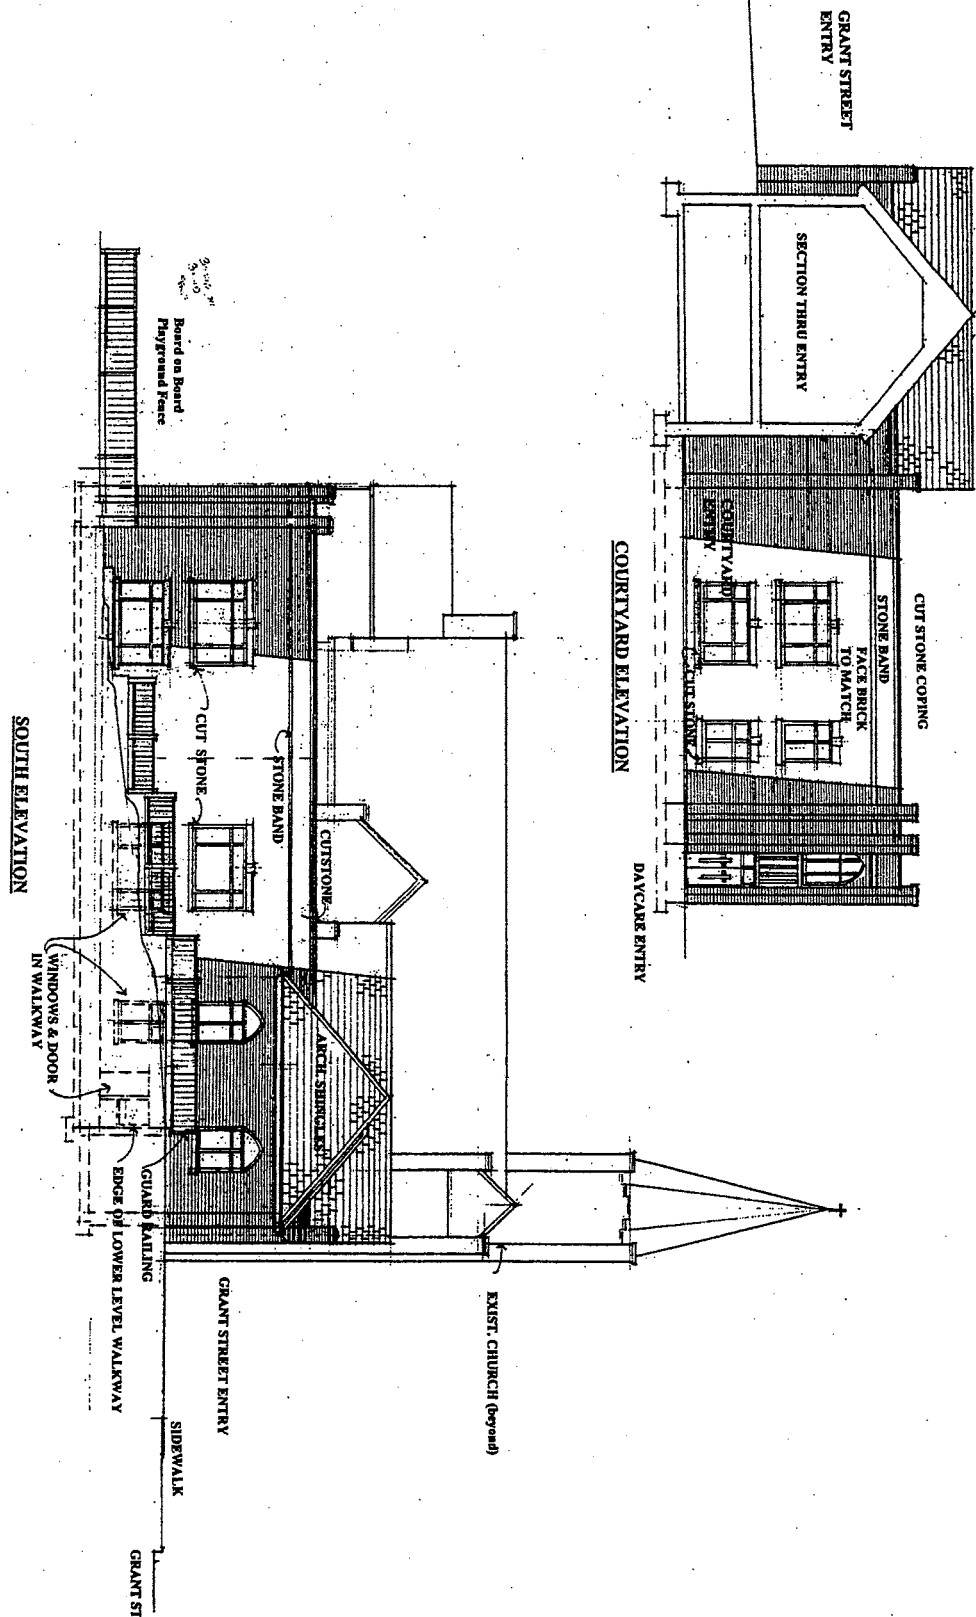 GRANT STREET
ENTRY
SECTION THRU ENTRY
COURTYARD
ENTRY
CUT STONE COPING
STONE BAND
FACE BRICK
TO MATCH
CUT STONE
DAYCARE ENTRY
COURTYARD ELEVATION
Board on Board
Playground Fence
CUT STONE
STONE BAND
CUTSTONE
ARCH. SHINGLES
WINDOWS & DOOR
IN WALKWAY
GUARD RAILING
EDGE OF LOWER LEVEL WALKWAY
GRANT STREET ENTRY
EXIST. CHURCH (beyond)
SIDEWALK
GRANT ST
SOUTH ELEVATION